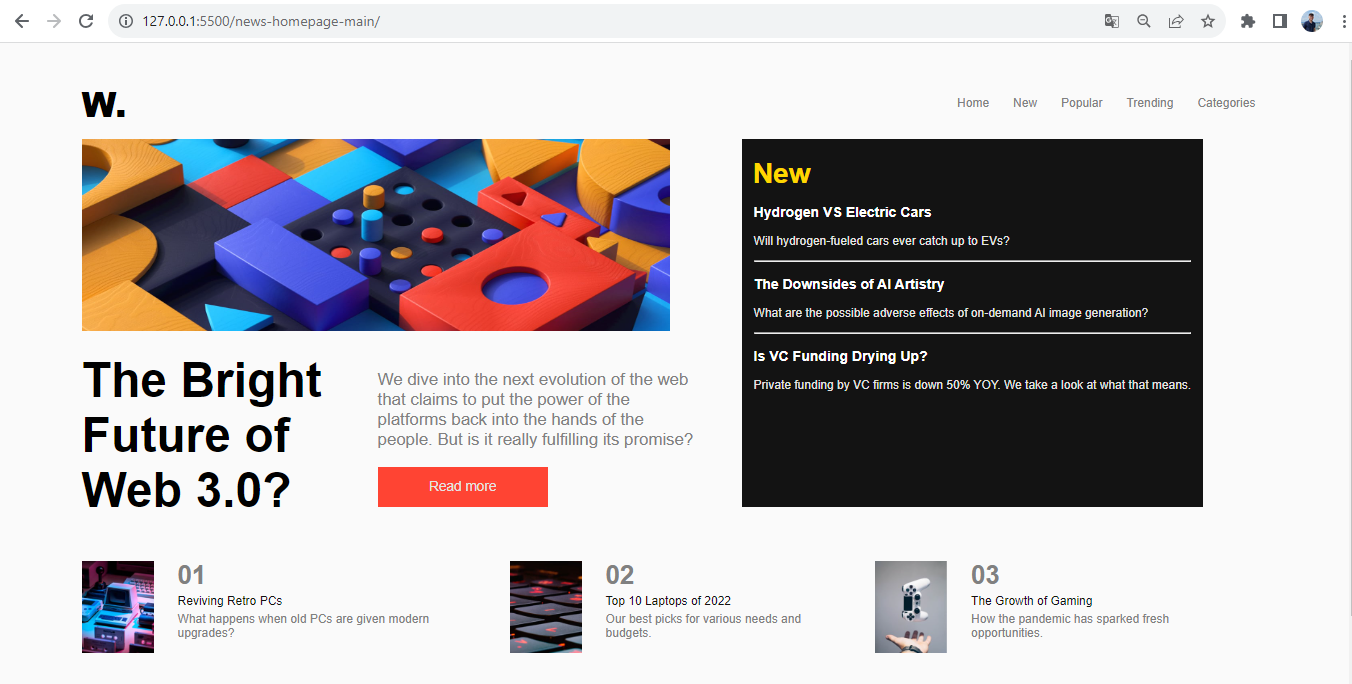 127.0.0.1:5500/news-homepage-main/
W.
Home New Popular Trending Categories
New
Hydrogen VS Electric Cars
Will hydrogen-fueled cars ever catch up to EVs?
The Downsides of AI Artistry
What are the possible adverse effects of on-demand AI image generation?
Is VC Funding Drying Up?
Private funding by VC firms is down 50% YOY. We take a look at what that means.
The Bright
Future of
Web 3.0?
We dive into the next evolution of the web
that claims to put the power of the
platforms back into the hands of the
people. But is it really fulfilling its promise?
Read more
01
Reviving Retro PCs
What happens when old PCs are given modern
upgrades?
02
Top 10 Laptops of 2022
Our best picks for various needs and
budgets.
03
The Growth of Gaming
How the pandemic has sparked fresh
opportunities.